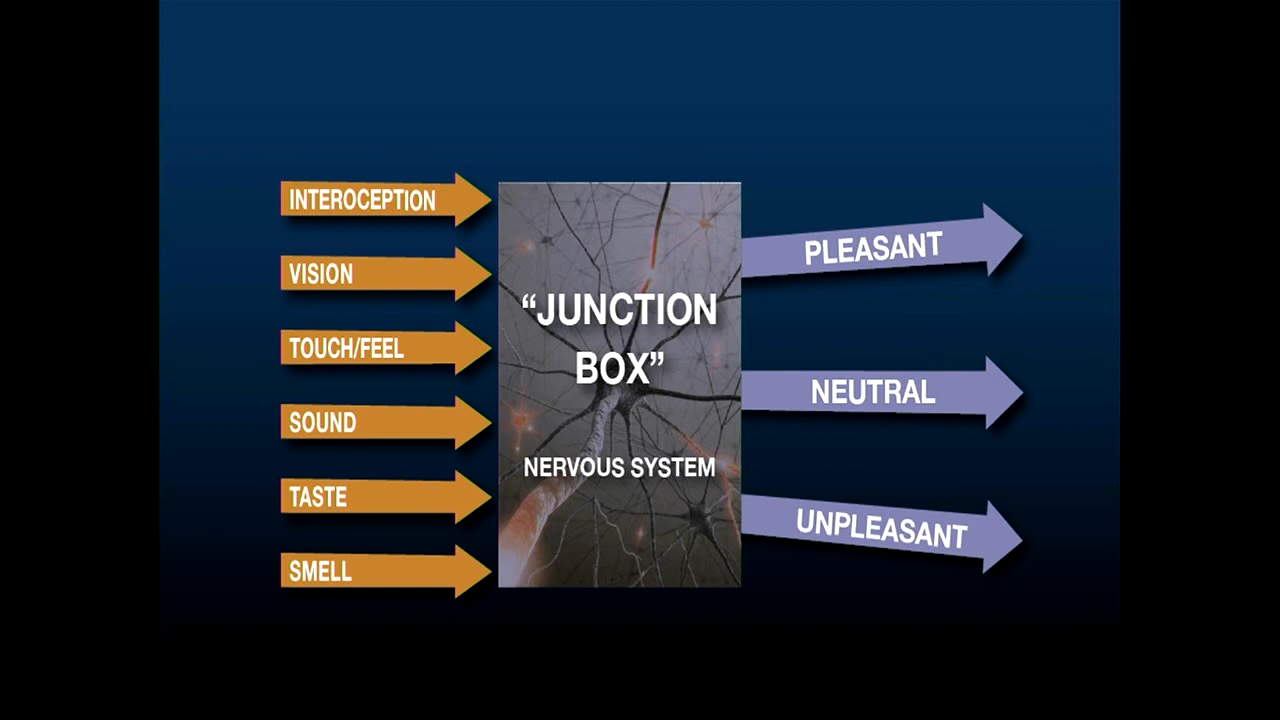 INTEROCEPTION
VISION
TOUCH/FEEL
SOUND
TASTE
SMELL
“JUNCTION
BOX”
NERVOUS SYSTEM
PLEASANT
NEUTRAL
UNPLEASANT